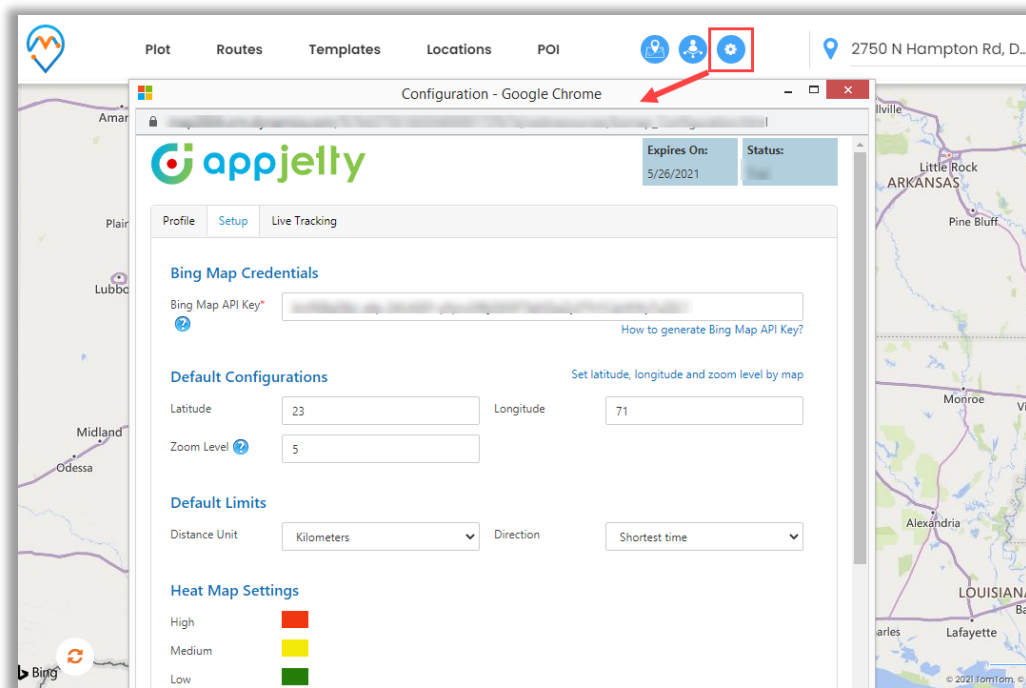 Plot Routes Templates Locations POI 2750 N Hampton Rd, D...
Configuration - Google Chrome
appjetty
Expires On:
5/26/2021
Status:
Profile Setup Live Tracking
Bing Map Credentials
Bing Map API Key*
How to generate Bing Map API Key?
Default Configurations
Set latitude, longitude and zoom level by map
Latitude 23 Longitude 71
Zoom Level 5
Default Limits
Distance Unit Kilometers Direction Shortest time
Heat Map Settings
High
Medium
Low
Amar
Plain
Lubbo
Midland
Odessa
Bing
llville
Little Rock
ARKANSAS
Pine Bluff
Monroe
Vi
Alexandria
LOUISIANA
Ba
arles
Lafayette
© 2021 TomTom, ©